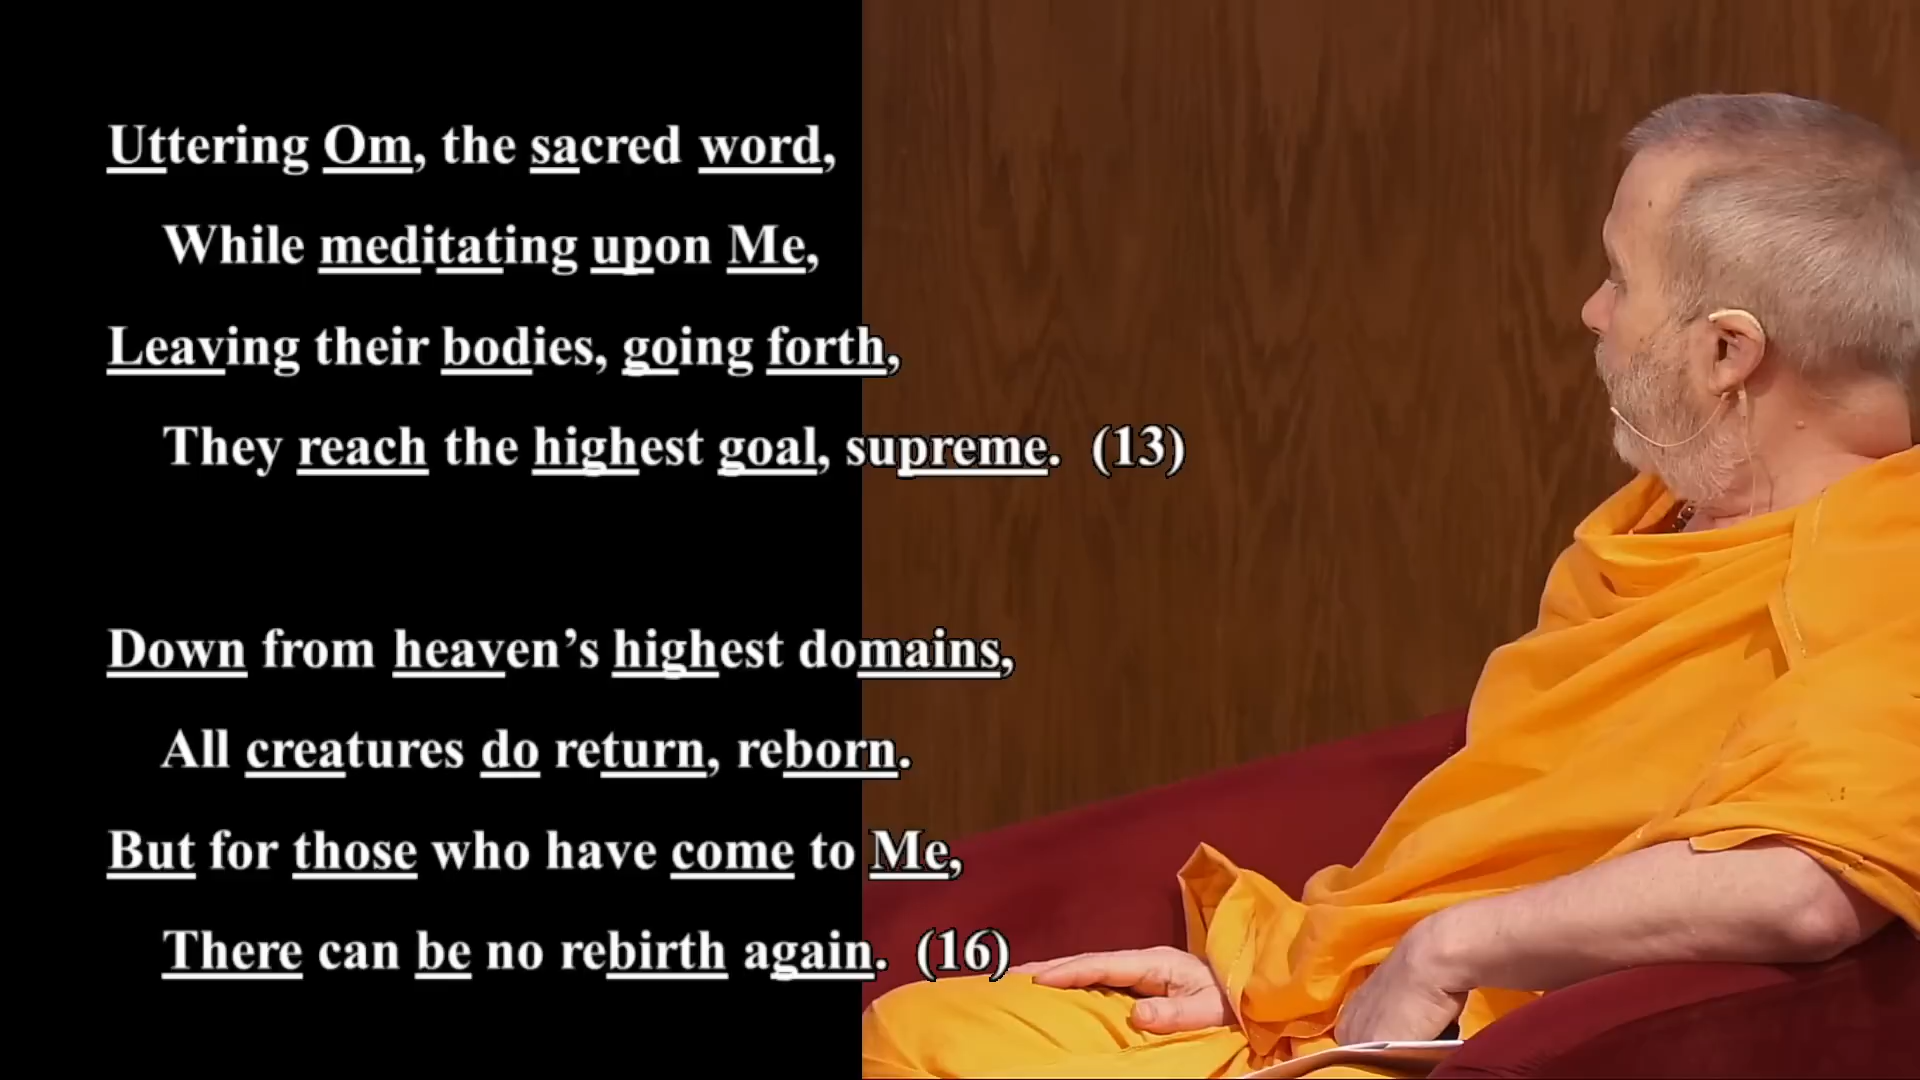 Uttering Om, the sacred word,
While meditating upon Me,
Leaving their bodies, going forth,
They reach the highest goal, supreme. (13)
Down from heaven’s highest domains,
All creatures do return, reborn.
But for those who have come to Me,
There can be no rebirth again. (16)